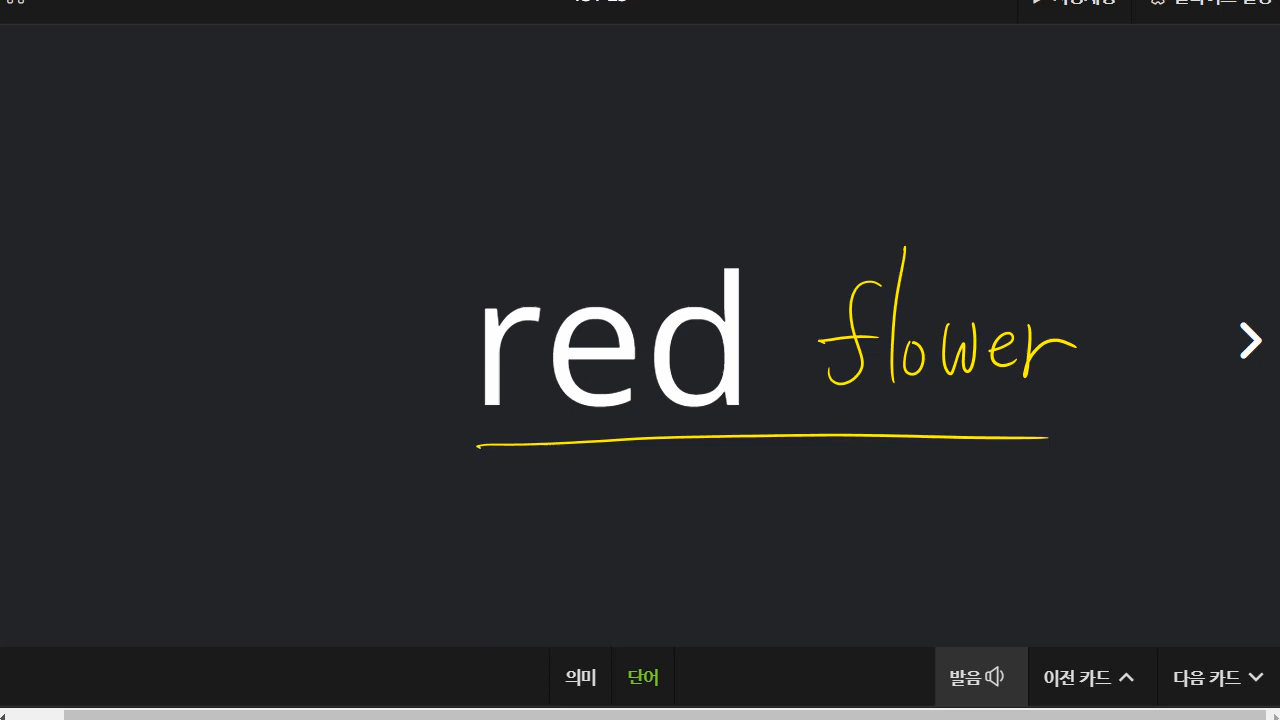 red flower
의미 단어 발음 이전 카드 다음 카드